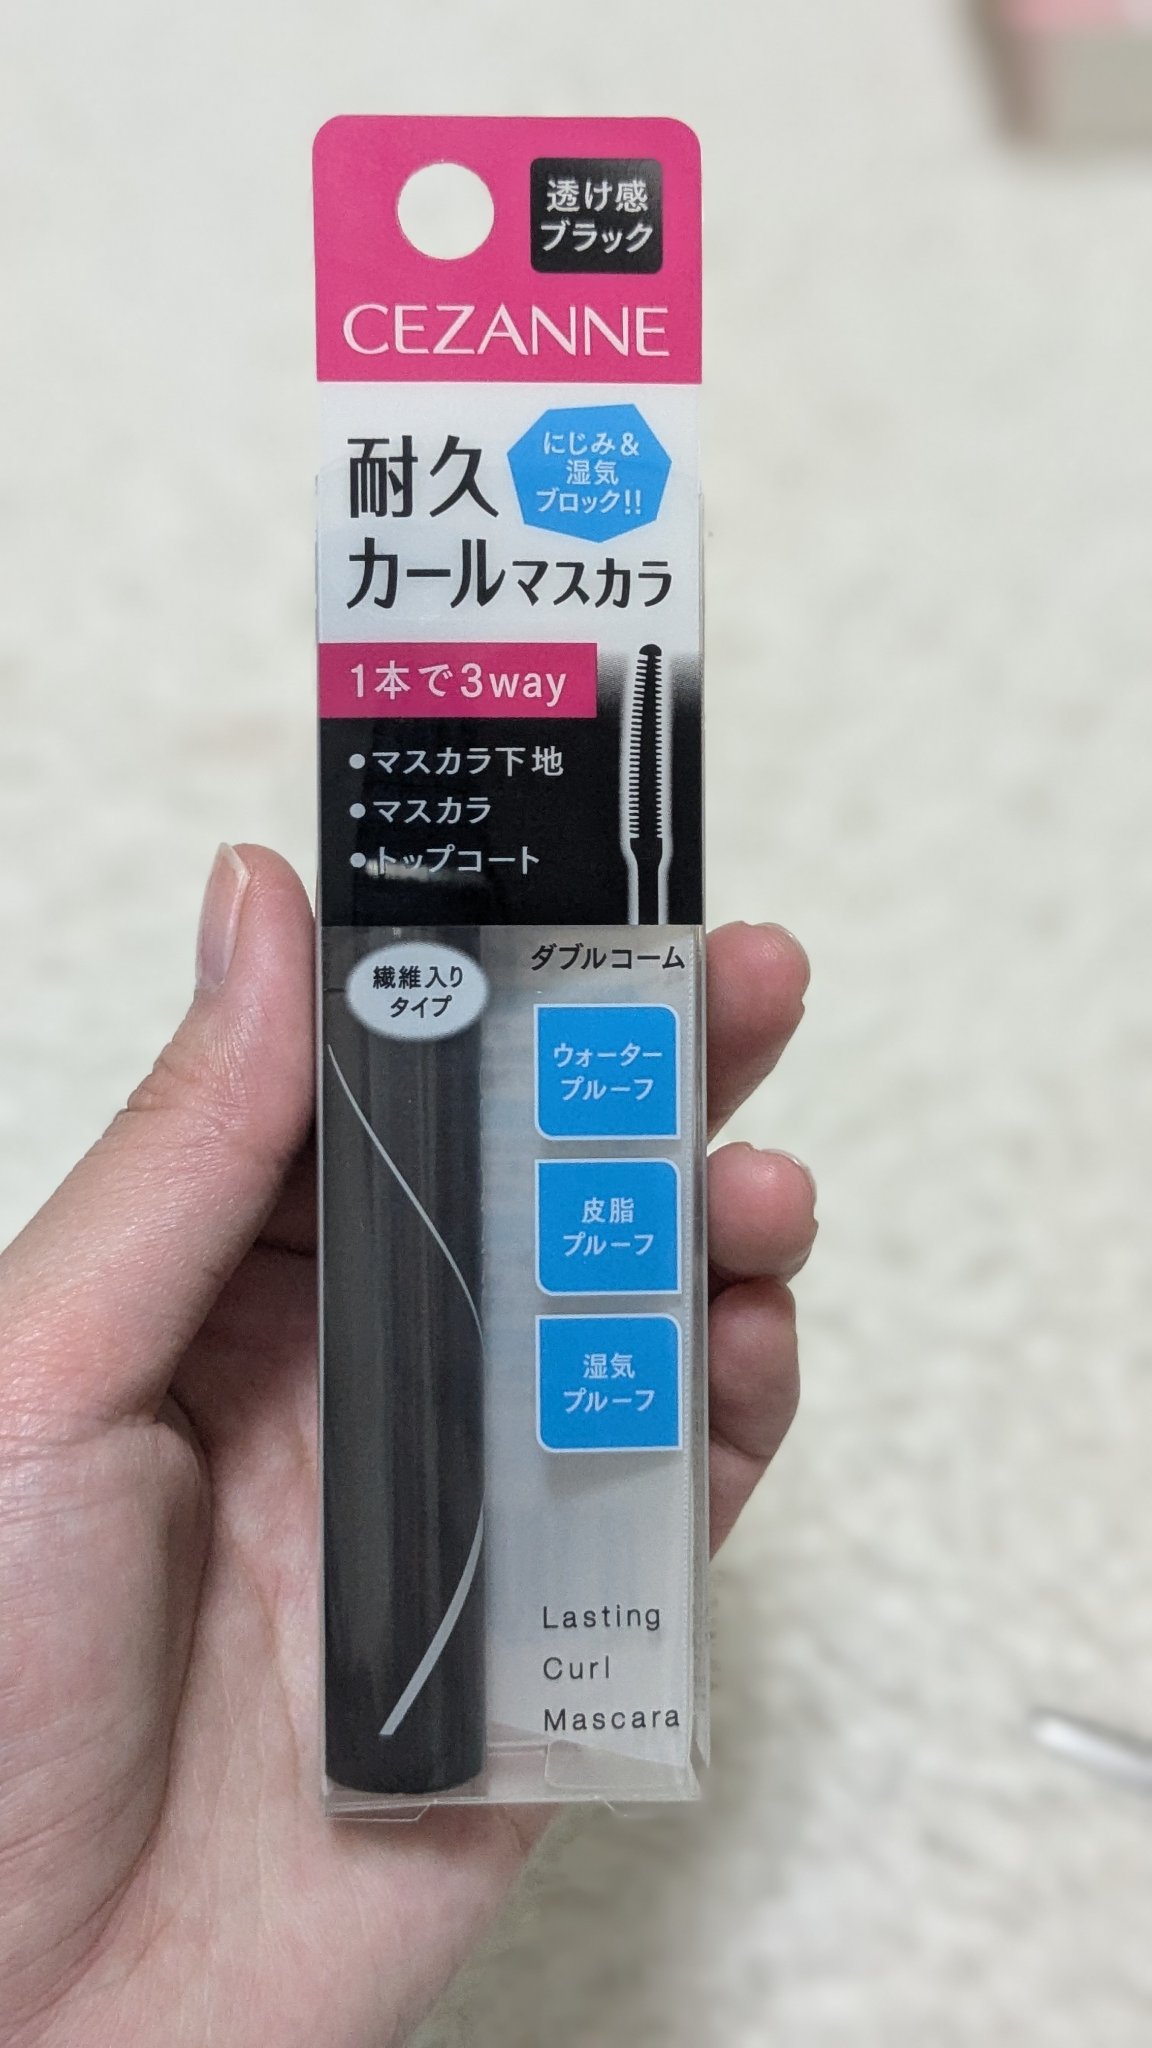 透け感
ブラック
CEZANNE
耐久
カールマスカラ
にじみ&
湿気
ブロック!!
1本で3way
•マスカラ下地
•マスカラ
•トップコート
繊維入り
タイプ
ダブルコーム
ウォーター
プルーフ
皮脂
プルーフ
湿気
プルーフ
Lasting
Curl
Mascara